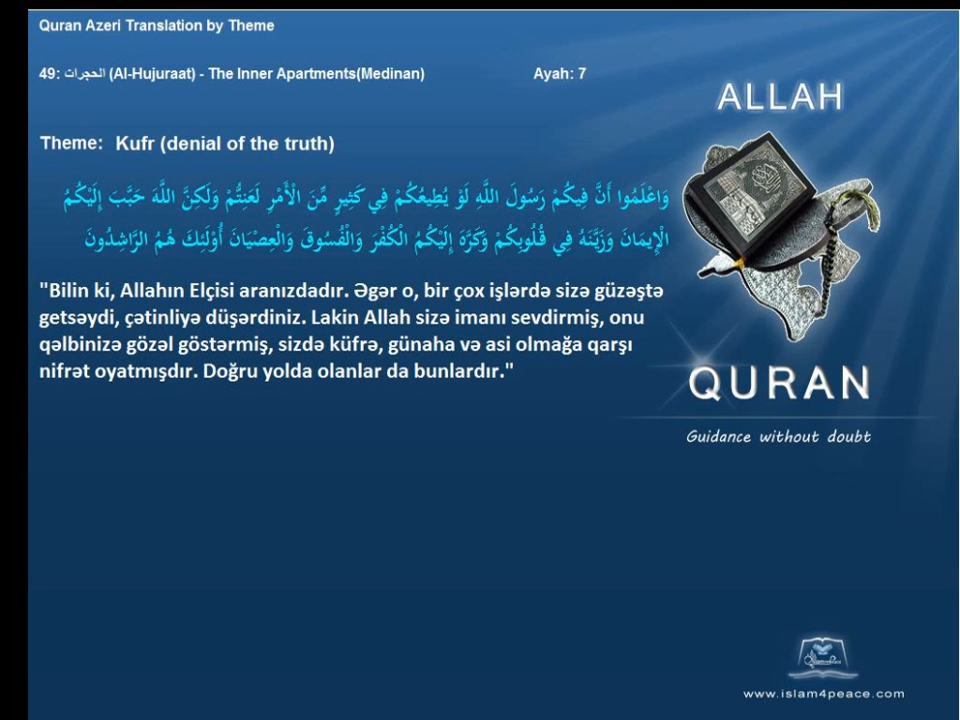 Quran Azeri Translation by Theme
49: الحجرات (Al-Hujuraat) - The Inner Apartments(Medinan) Ayah: 7
ALLAH
Theme: Kufr (denial of the truth)
وَاعْلَمُوا أَنَّ فِيكُمْ رَسُولَ اللَّهِ لَوْ يُطِيعُكُمْ فِي كَثِيرٍ مِّنَ الْأَمْرِ لَعَنِتُّمْ وَلَكِنَّ اللَّهَ حَبَّبَ إِلَيْكُمُ
الْإِيمَانَ وَزَيَّنَهُ فِي قُلُوبِكُمْ وَكَرَّهَ إِلَيْكُمُ الْكُفْرَ وَالْفُسُوقَ وَالْعِصْيَانَ أُوْلَئِكَ هُمُ الرَّاشِدُونَ
"Bilin ki, Allahın Elçisi aranızdadır. Əgər o, bir çox işlərdə sizə güzəştə
getsəydi, çətinliyə düşərdiniz. Lakin Allah sizə imanı sevdirmiş, onu
qəlbinizə gözəl göstərmiş, sizdə küfrə, günaha və asi olmağa qarşı
nifrət oyatmışdır. Doğru yolda olanlar da bunlardır."
QURAN
Guidance without doubt
www.islam4peace.com